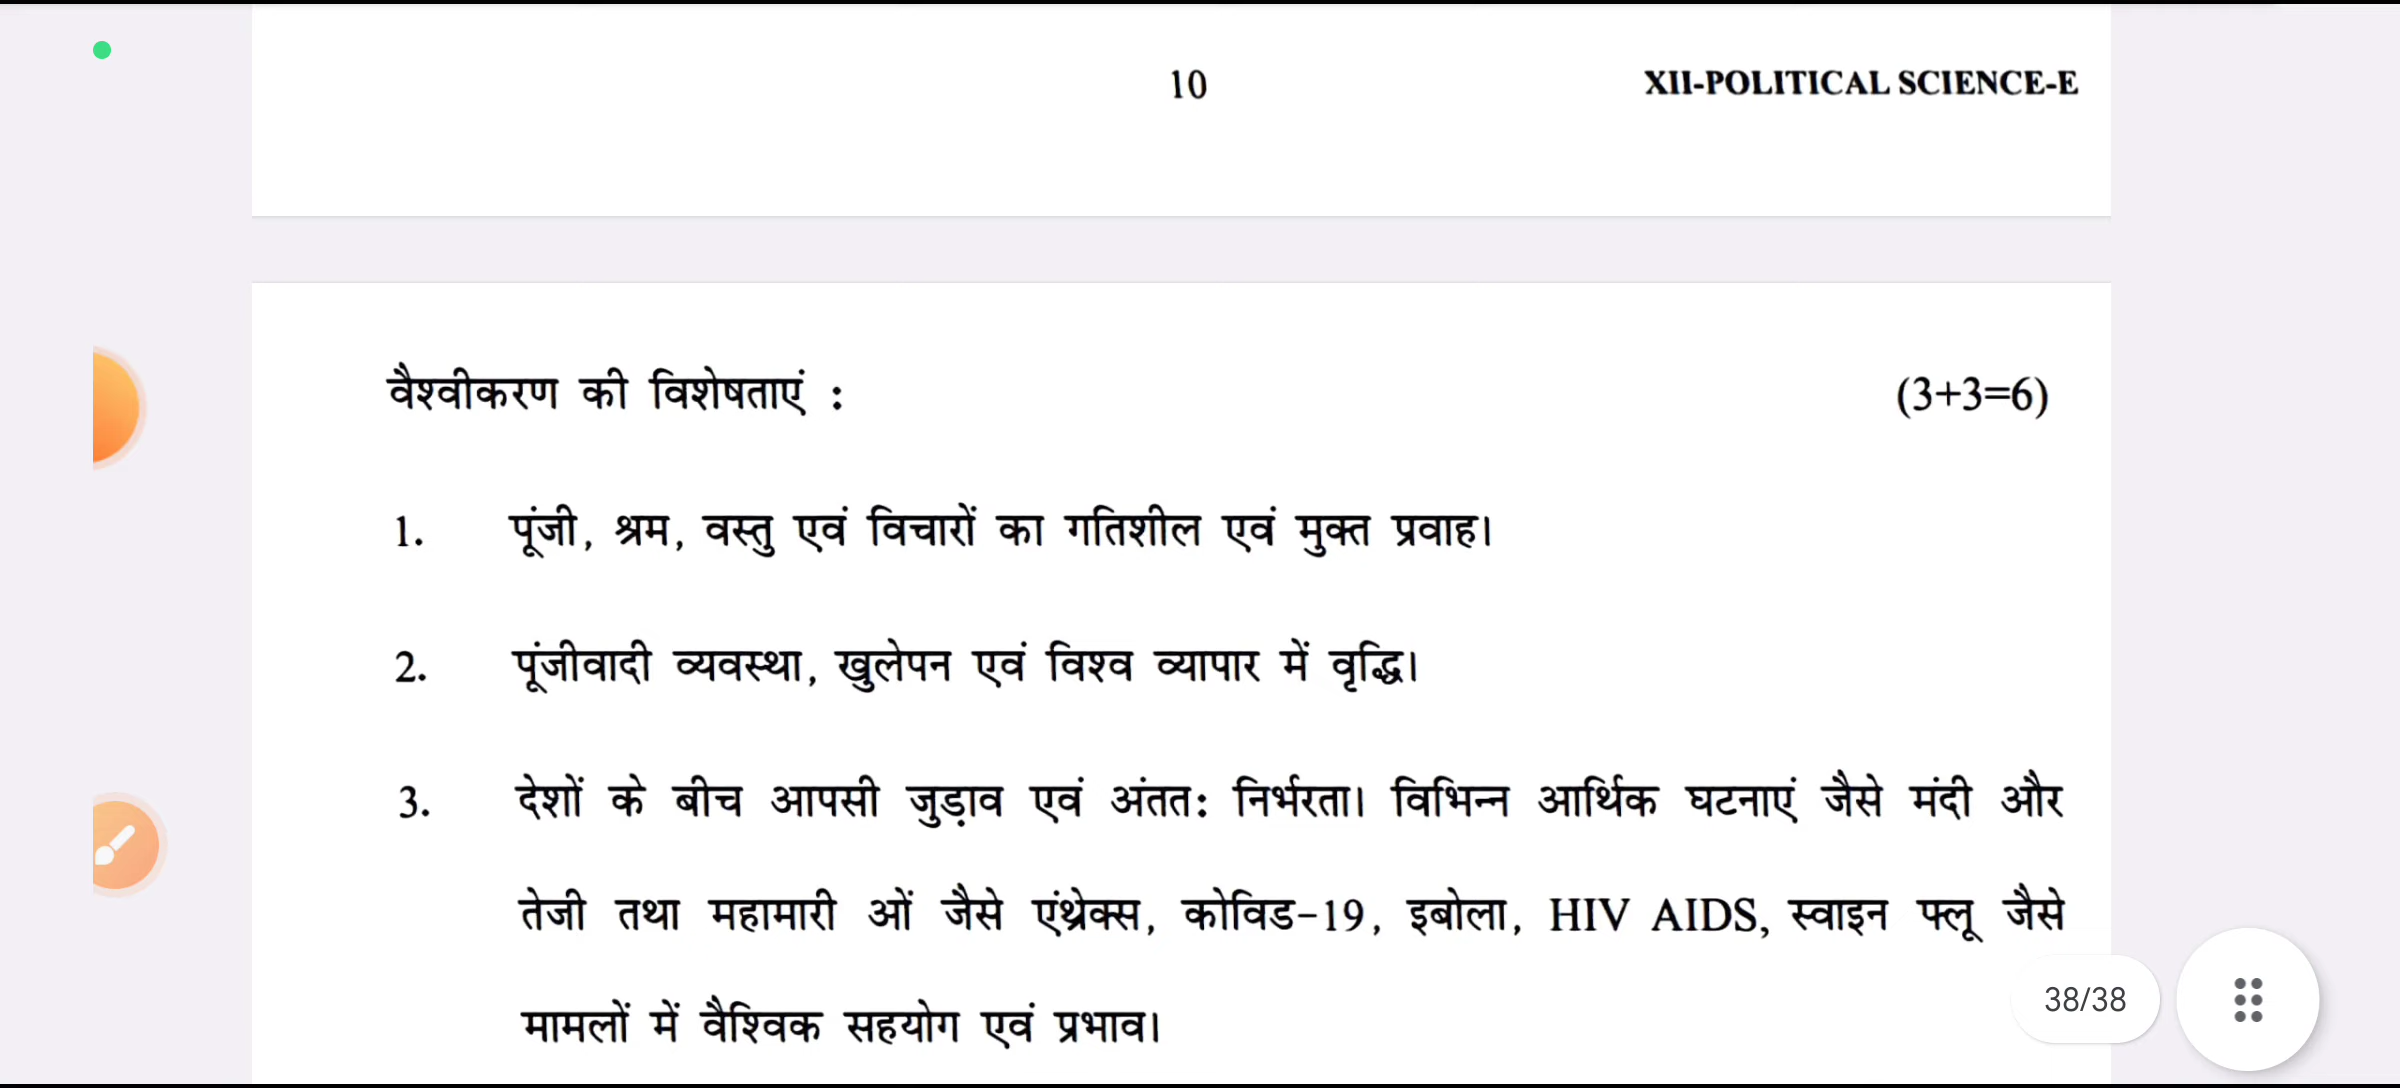 10 XII-POLITICAL SCIENCE-E
वैश्वीकरण की विशेषताएं : (3+3=6)
1. पूंजी, श्रम, वस्तु एवं विचारों का गतिशील एवं मुक्त प्रवाह।
2. पूंजीवादी व्यवस्था, खुलेपन एवं विश्व व्यापार में वृद्धि।
3. देशों के बीच आपसी जुड़ाव एवं अंतत: निर्भरता। विभिन्न आर्थिक घटनाएं जैसे मंदी और
तेजी तथा महामारी ओं जैसे एंथ्रेक्स, कोविड-19, इबोला, HIV AIDS, स्वाइन फ्लू जैसे
मामलों में वैश्विक सहयोग एवं प्रभाव।
38/38